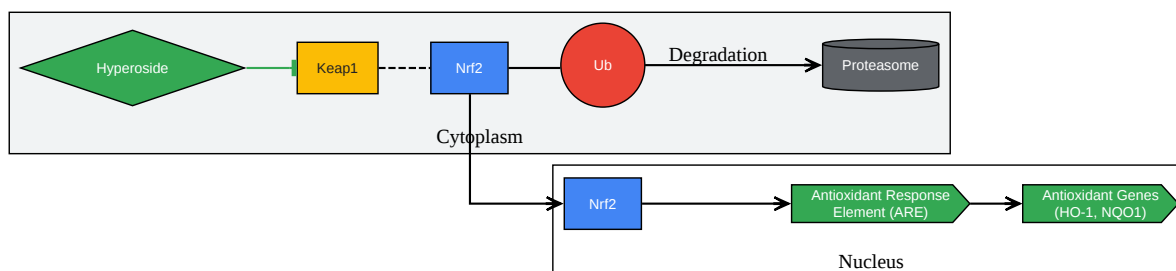 Hyperoside
Keap1
Nrf2
Ub
Degradation
Proteasome
Cytoplasm
Nrf2
Antioxidant Response
Element (ARE)
Antioxidant Genes
(HO-1, NQO1)
Nucleus